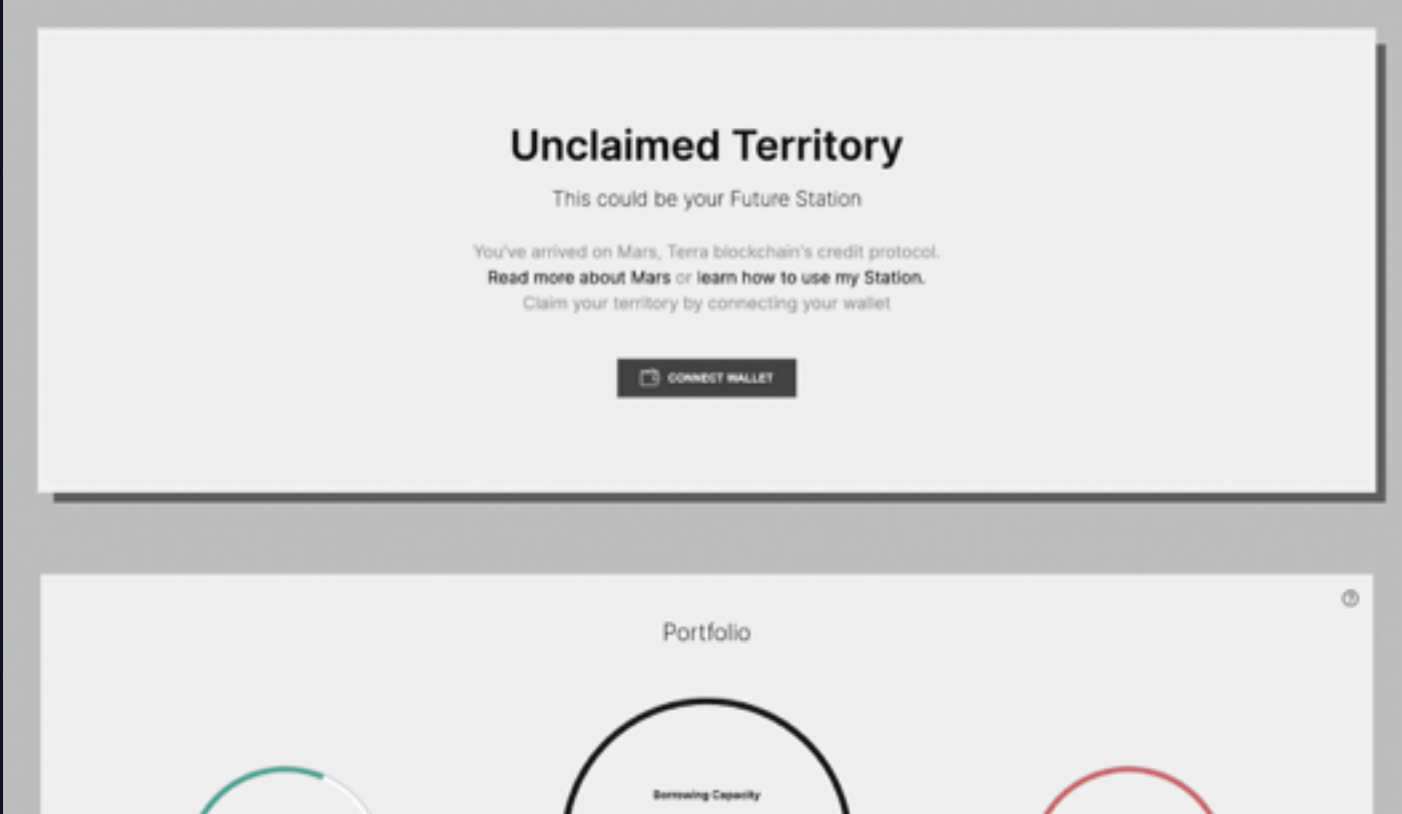 Unclaimed Territory
This could be your Future Station
You've arrived on Mars, Terra blockchain's credit protocol.
Read more about Mars or learn how to use my Station.
Claim your territory by connecting your wallet
CONNECT WALLET
Portfolio
Borrowing Capacity